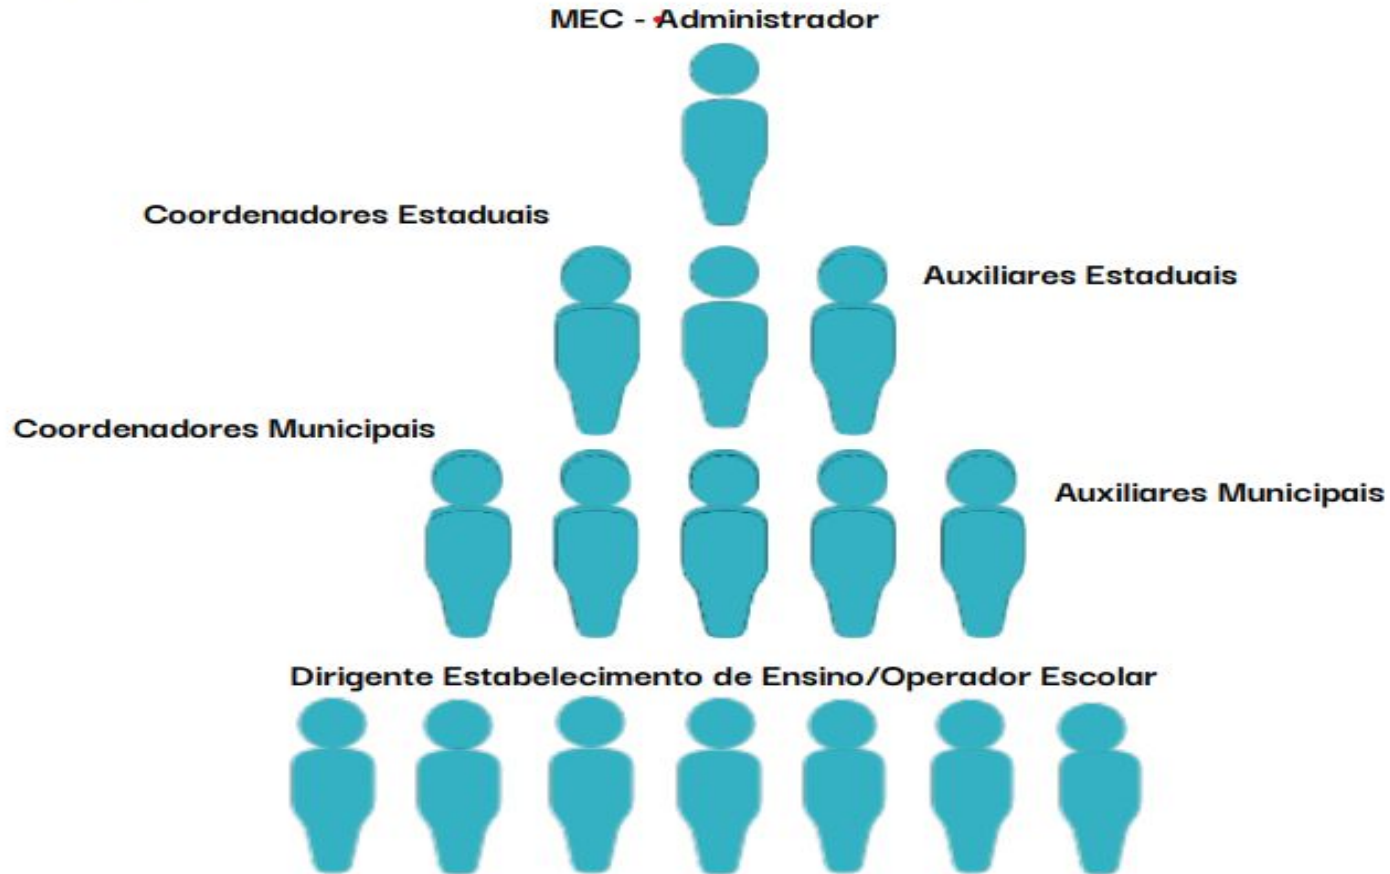 MEC - Administrador
Coordenadores Estaduais
Auxiliares Estaduais
Coordenadores Municipais
Auxiliares Municipais
Dirigente Estabelecimento de Ensino/Operador Escolar